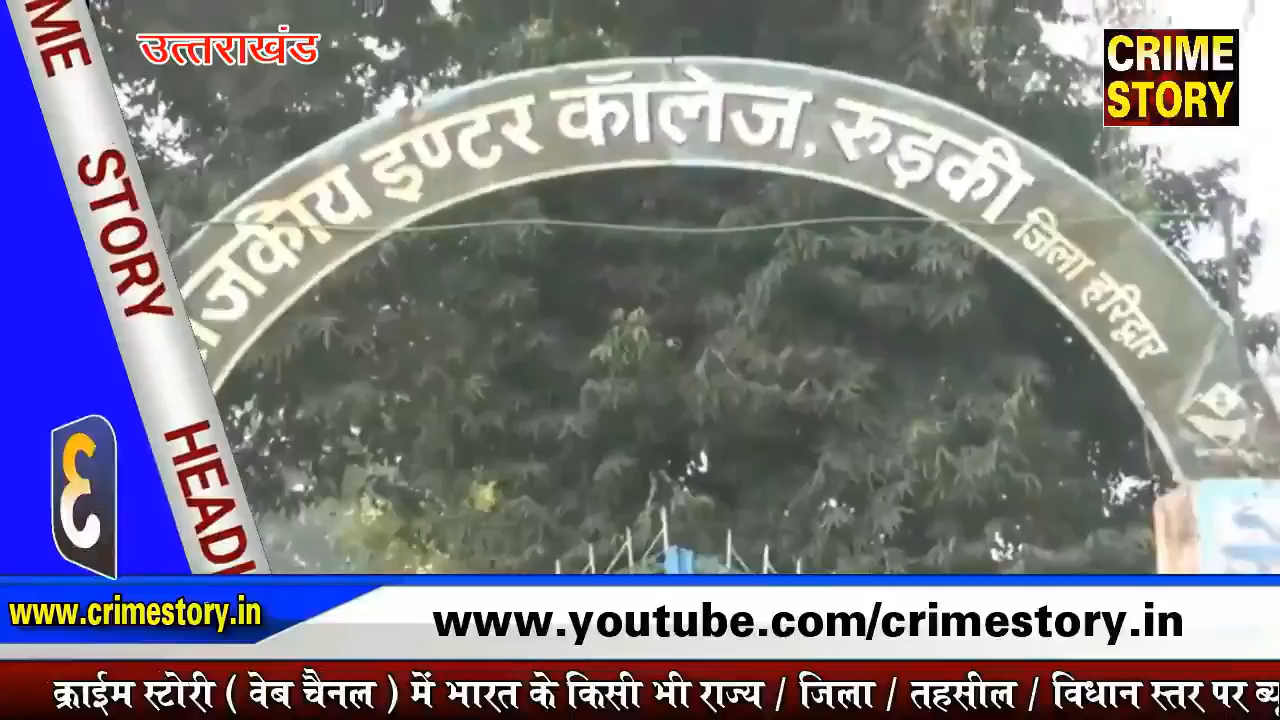 उत्तराखंड
CRIME
STORY
STORY
राजकीय इण्टर कॉलेज, रुड़की जिला हरिद्वार
www.crimestory.in
www.youtube.com/crimestory.in
क्राईम स्टोरी ( वेब चैनल ) में भारत के किसी भी राज्य / जिला / तहसील / विधान स्तर पर